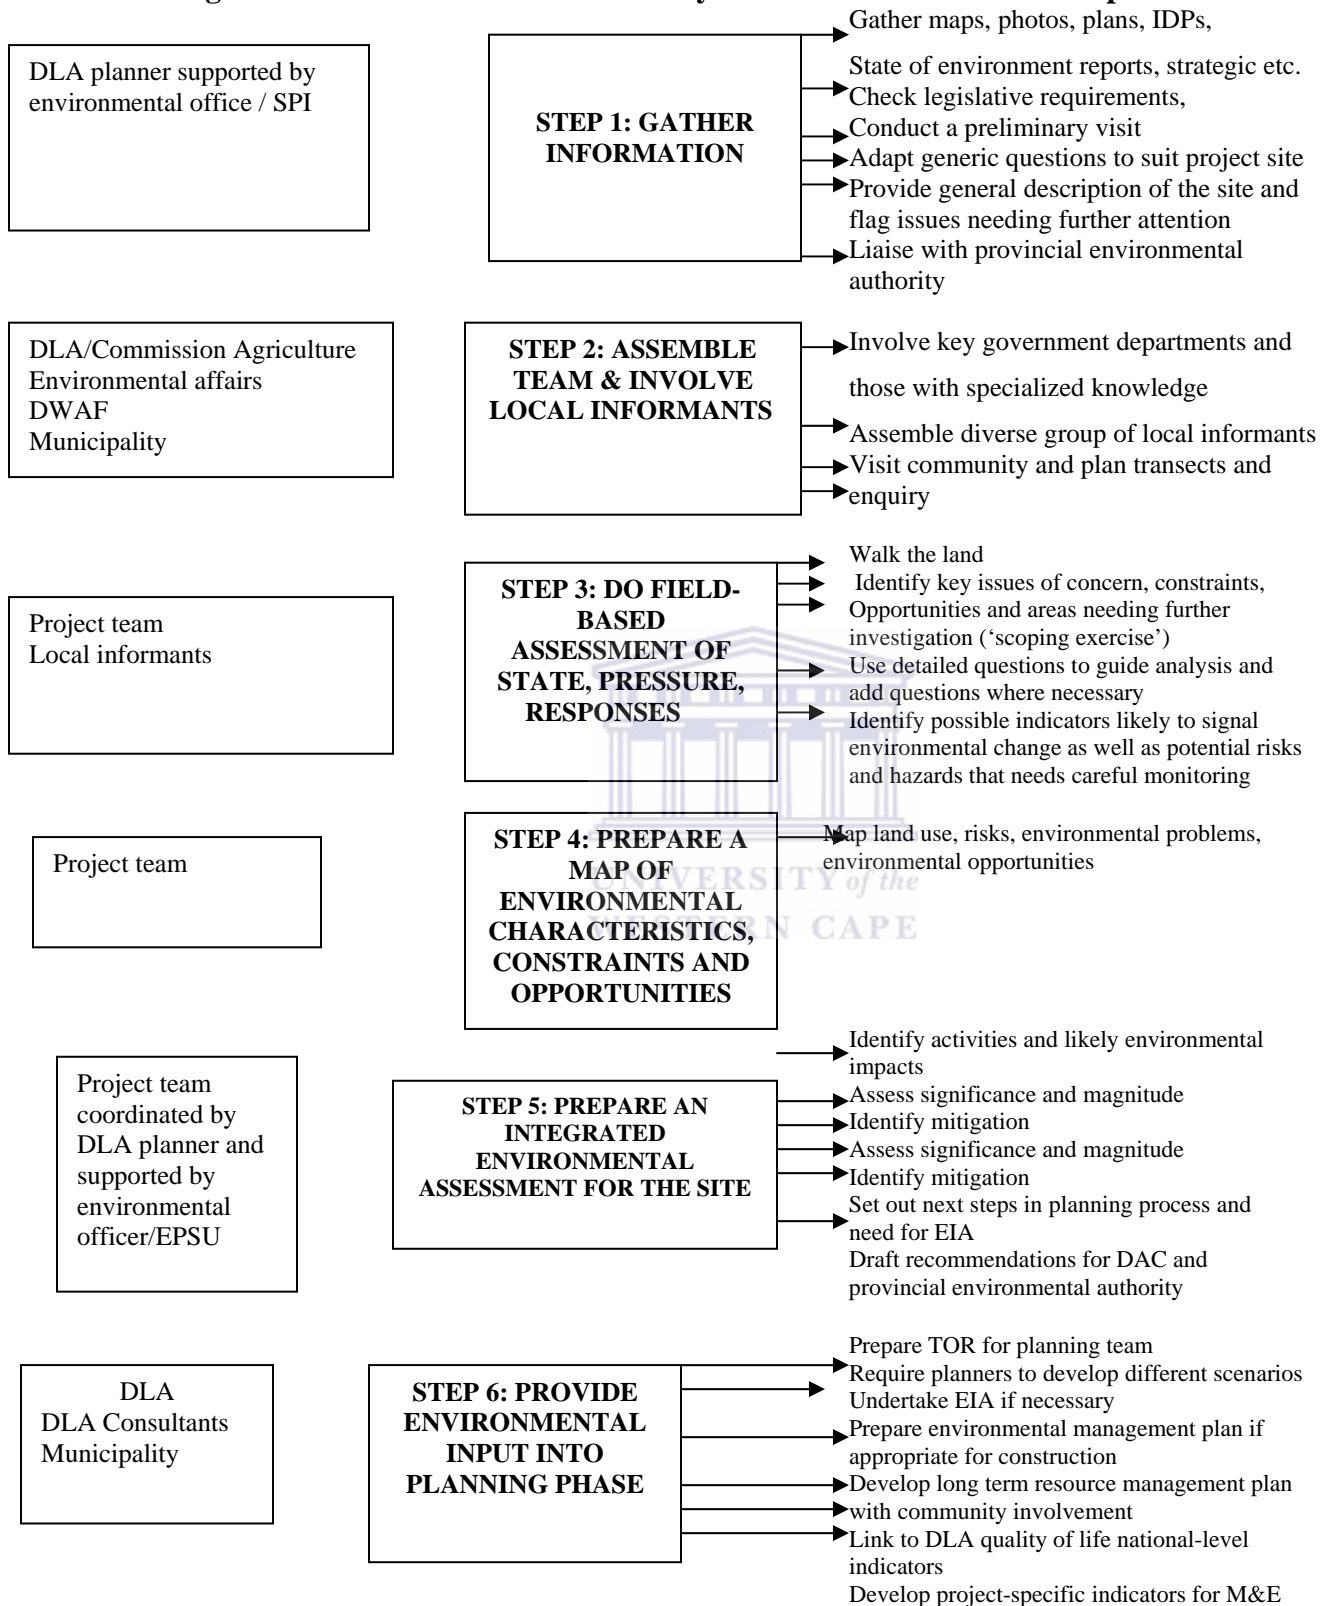 Gather maps, photos, plans, IDPs,
DLA planner supported by
environmental office / SPI
STEP 1: GATHER
INFORMATION
State of environment reports, strategic etc.
Check legislative requirements,
Conduct a preliminary visit
Adapt generic questions to suit project site
Provide general description of the site and
flag issues needing further attention
Liaise with provincial environmental
authority
DLA/Commission Agriculture
Environmental affairs
DWAF
Municipality
STEP 2: ASSEMBLE
TEAM & INVOLVE
LOCAL INFORMANTS
Involve key government departments and
those with specialized knowledge
Assemble diverse group of local informants
Visit community and plan transects and
enquiry
Project team
Local informants
STEP 3: DO FIELD-
BASED
ASSESSMENT OF
STATE, PRESSURE,
RESPONSES
Walk the land
Identify key issues of concern, constraints,
Opportunities and areas needing further
investigation (‘scoping exercise’)
Use detailed questions to guide analysis and
add questions where necessary
Identify possible indicators likely to signal
environmental change as well as potential risks
and hazards that needs careful monitoring
Project team
STEP 4: PREPARE A
MAP OF
ENVIRONMENTAL
CHARACTERISTICS,
CONSTRAINTS AND
OPPORTUNITIES
Map land use, risks, environmental problems,
environmental opportunities
UNIVERSITY of the
WESTERN CAPE
Project team
coordinated by
DLA planner and
supported by
environmental
officer/EPSU
STEP 5: PREPARE AN
INTEGRATED
ENVIRONMENTAL
ASSESSMENT FOR THE SITE
Identify activities and likely environmental
impacts
Assess significance and magnitude
Identify mitigation
Assess significance and magnitude
Identify mitigation
Set out next steps in planning process and
need for EIA
Draft recommendations for DAC and
provincial environmental authority
DLA
DLA Consultants
Municipality
STEP 6: PROVIDE
ENVIRONMENTAL
INPUT INTO
PLANNING PHASE
Prepare TOR for planning team
Require planners to develop different scenarios
Undertake EIA if necessary
Prepare environmental management plan if
appropriate for construction
Develop long term resource management plan
with community involvement
Link to DLA quality of life national-level
indicators
Develop project-specific indicators for M&E